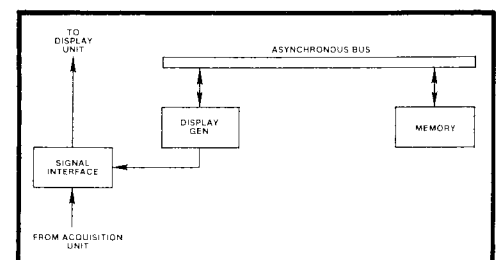 TO
DISPLAY
UNIT
ASYNCHRONOUS BUS
DISPLAY
GEN
MEMORY
SIGNAL
INTERFACE
FROM ACQUISITION
UNIT